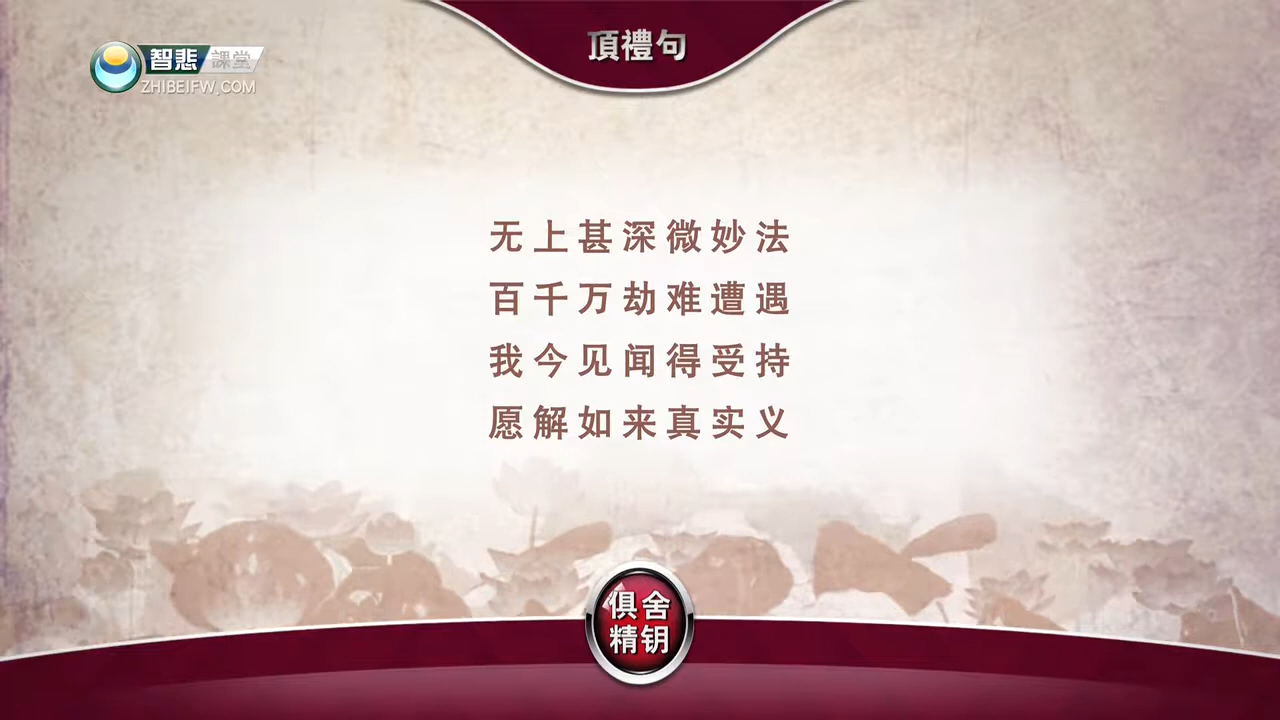 頂禮句
智悲課堂
ZHIBEIFW.COM
无上甚深微妙法
百千万劫难遭遇
我今见闻得受持
愿解如来真实义
俱舍
精钥